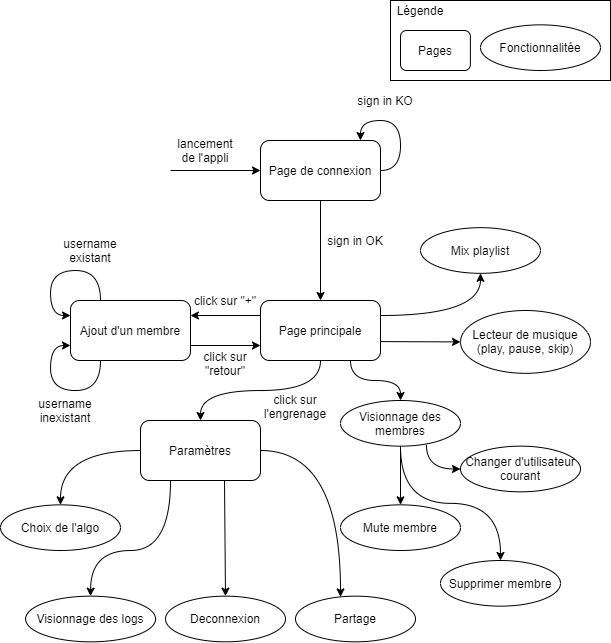 Légende
Pages
Fonctionnalitée
sign in KO
lancement
de l'appli
Page de connexion
sign in OK
Mix playlist
username
existant
click sur "+"
Ajout d'un membre
Page principale
Lecteur de musique
(play, pause, skip)
click sur
"retour"
username
inexistant
click sur
l'engrenage
Visionnage des
membres
Paramètres
Changer d'utilisateur
courant
Choix de l'algo
Mute membre
Supprimer membre
Visionnage des logs
Deconnexion
Partage